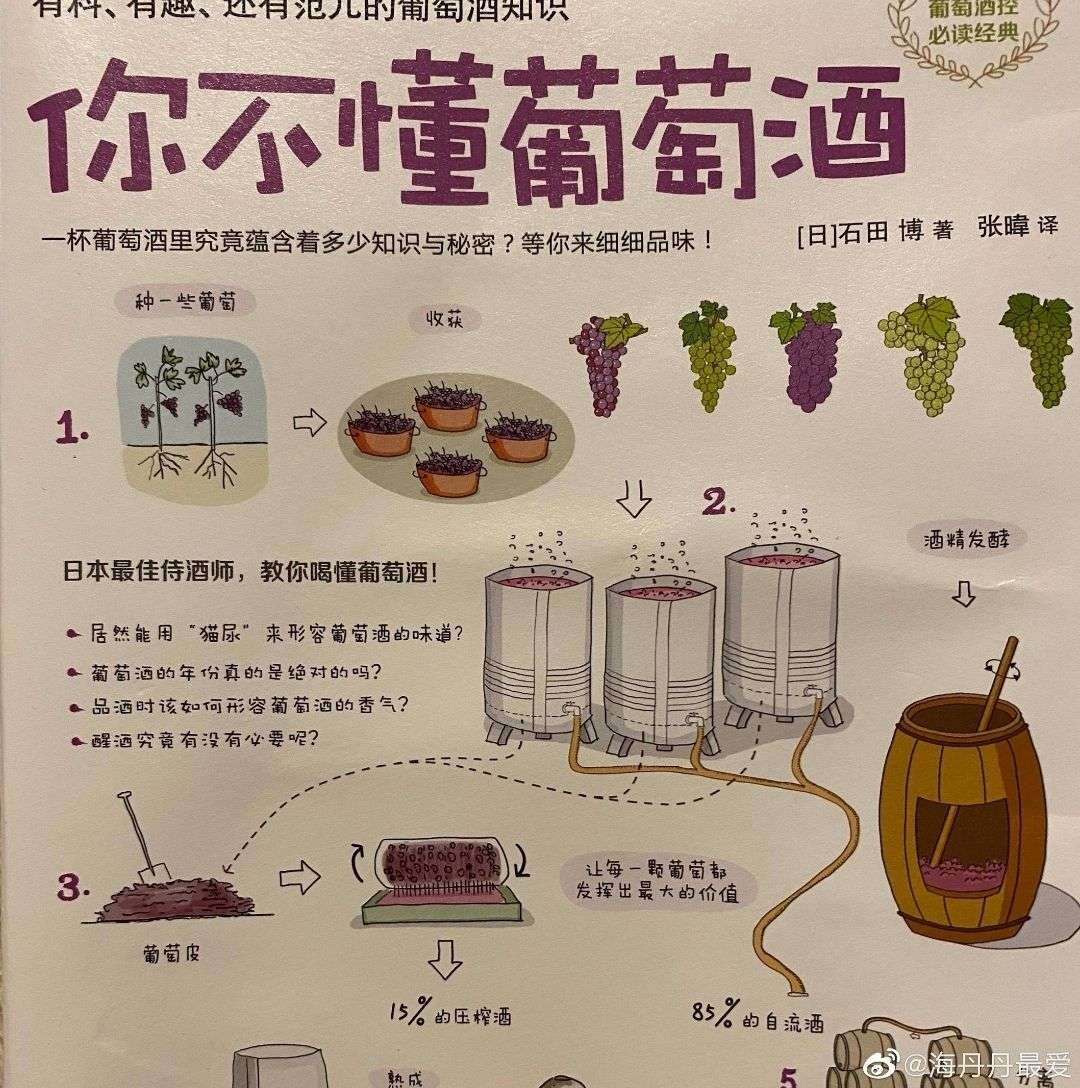 有料、有趣、还有范儿的葡萄酒知识
葡萄酒控
必读经典
你不懂葡萄酒
一杯葡萄酒里究竟蕴含着多少知识与秘密？等你来细细品味！
[日]石田 博 著 张暐 译
种一些葡萄
收获
1.
2.
酒精发酵
日本最佳侍酒师，教你喝懂葡萄酒！
居然能用“猫尿”来形容葡萄酒的味道？
葡萄酒的年份真的是绝对的吗？
品酒时该如何形容葡萄酒的香气？
醒酒究竟有没有必要呢？
3.
让每一颗葡萄都
发挥出最大的价值
葡萄皮
15%的压榨酒
85%的自流酒
熟成
5.
@海丹丹最爱